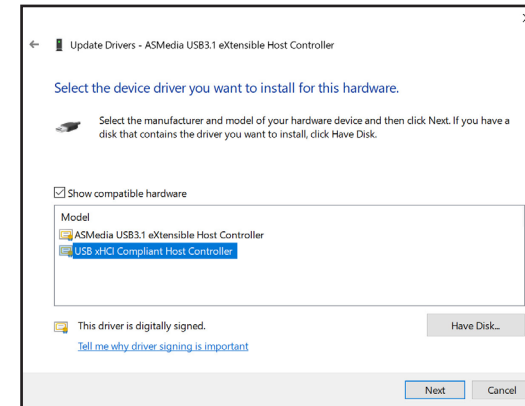 Update Drivers - ASMedia USB3.1 eXtensible Host Controller
Select the device driver you want to install for this hardware.
Select the manufacturer and model of your hardware device and then click Next. If you have a
disk that contains the driver you want to install, click Have Disk.
Show compatible hardware
Model
ASMedia USB3.1 eXtensible Host Controller
USB xHCI Compliant Host Controller
This driver is digitally signed.
Have Disk...
Tell me why driver signing is important
Next
Cancel